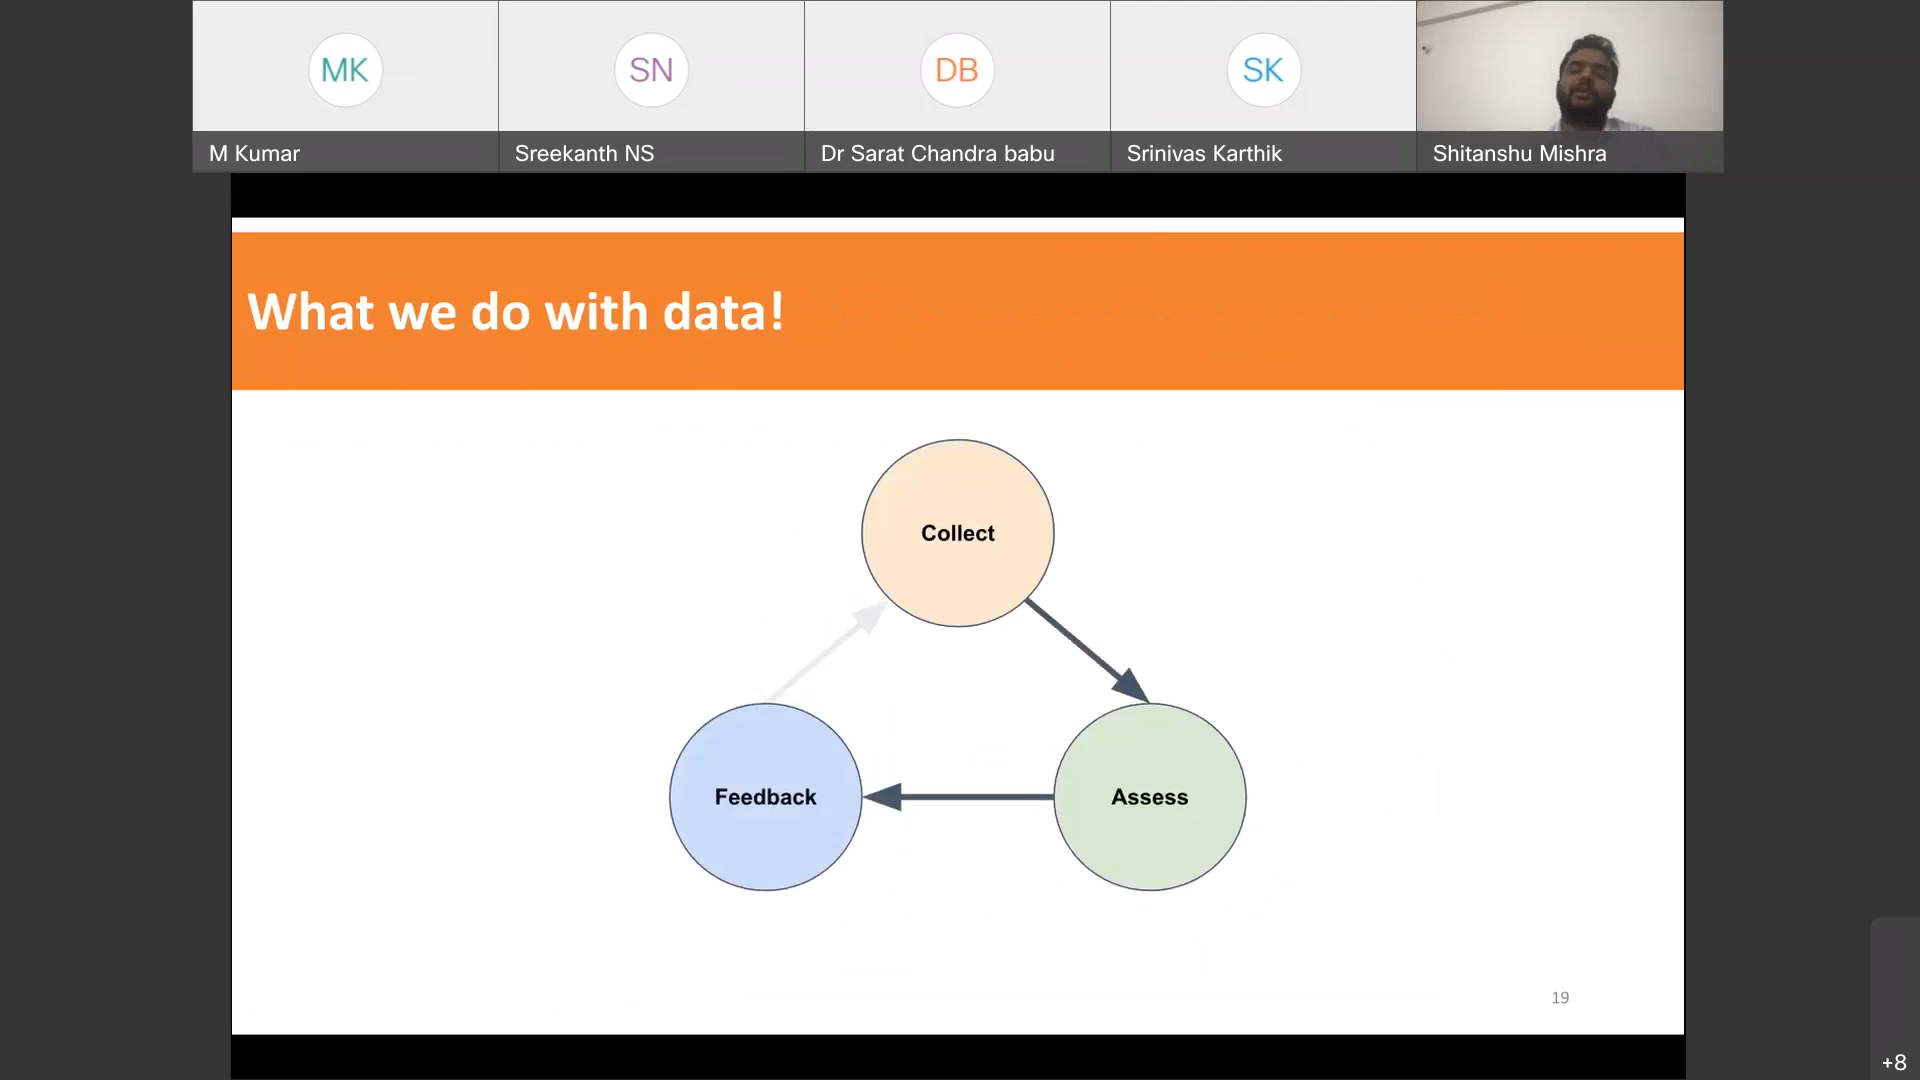 MK
SN
DB
SK
M Kumar
Sreekanth NS
Dr Sarat Chandra babu
Srinivas Karthik
Shitanshu Mishra
What we do with data!
Collect
Feedback
Assess
19
+8